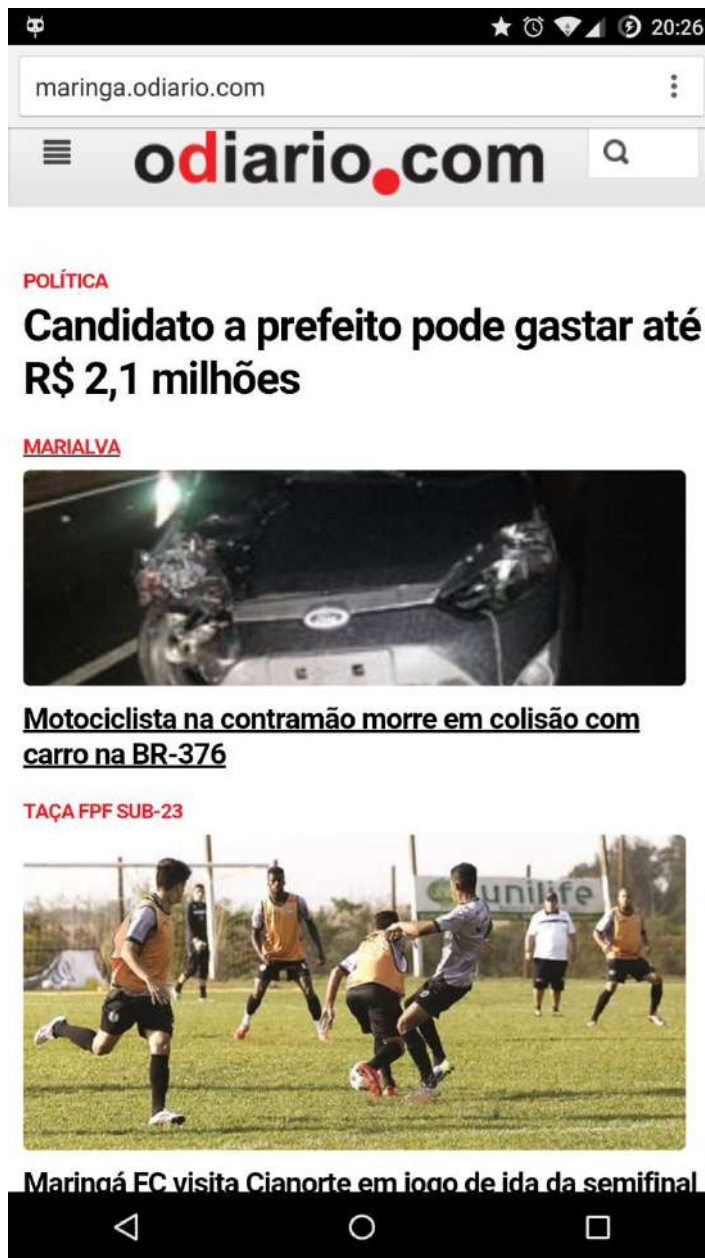 20:26
maringa.odiario.com
odiario.com
POLÍTICA
Candidato a prefeito pode gastar até
R$ 2,1 milhões
MARIALVA
Motociclista na contramão morre em colisão com
carro na BR-376
TAÇA FPF SUB-23
unilife
Maringá FC visita Cianorte em jogo de ida da semifinal